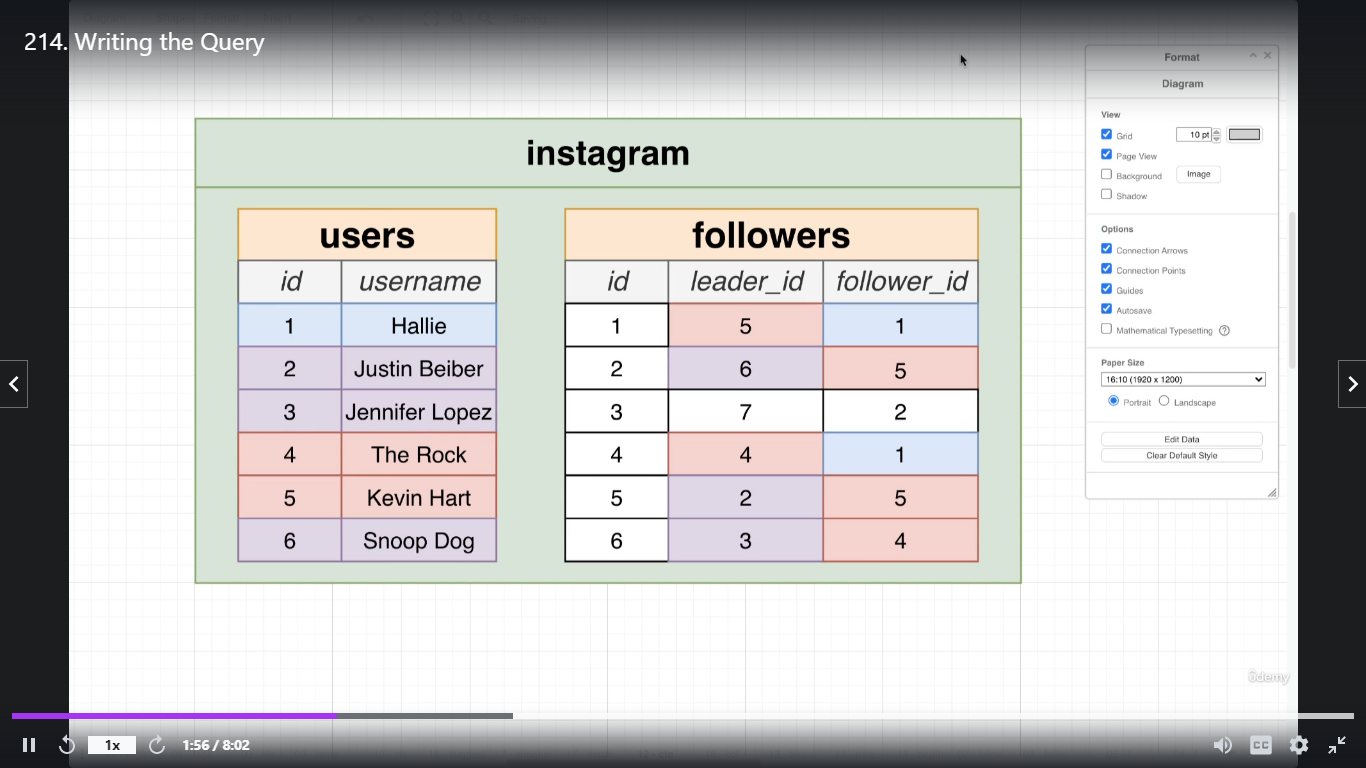 214. Writing the Query
Format
Diagram
View
Grid
10 pt
Page View
Background
Image
Shadow
Options
Connection Arrows
Connection Points
Guides
Autosave
Mathematical Typesetting ?
Paper Size
16:10 (1920 x 1200)
Portrait Landscape
Edit Data
Clear Default Style
instagram
users
id username
1 Hallie
2 Justin Beiber
3 Jennifer Lopez
4 The Rock
5 Kevin Hart
6 Snoop Dog
followers
id leader_id follower_id
1 5 1
2 6 5
3 7 2
4 4 1
5 2 5
6 3 4
ûdemy
1x 1:56 / 8:02
CC